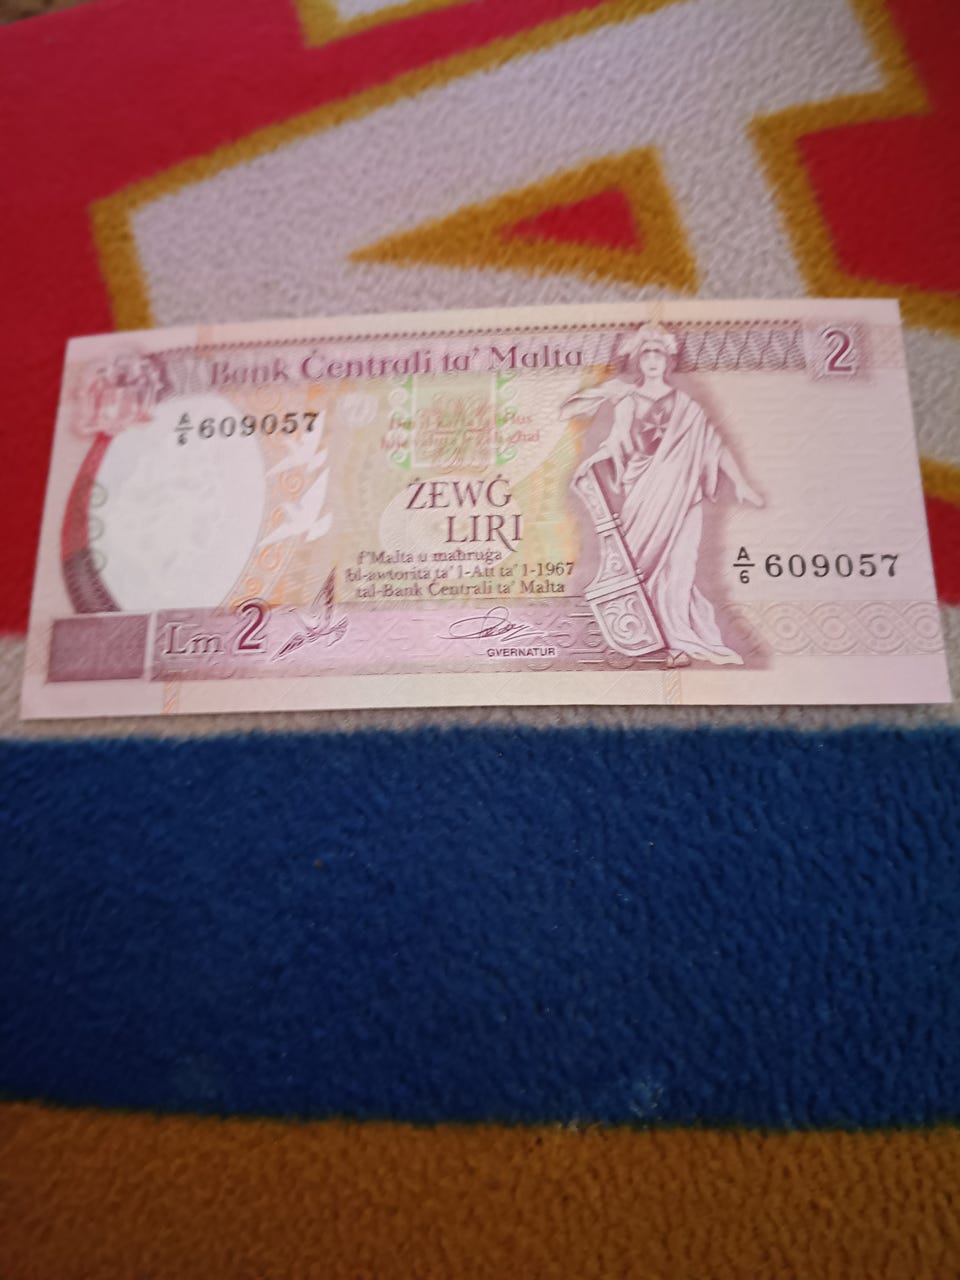 Bank Ċentrali ta' Malta
2
A/6 609057
ŻEWĠ
LIRI
f'Malta u maħruġa
bl-awtorità ta' l-Att ta' l-1967
tal-Bank Ċentrali ta' Malta
A/6 609057
Lm 2
GVERNATUR